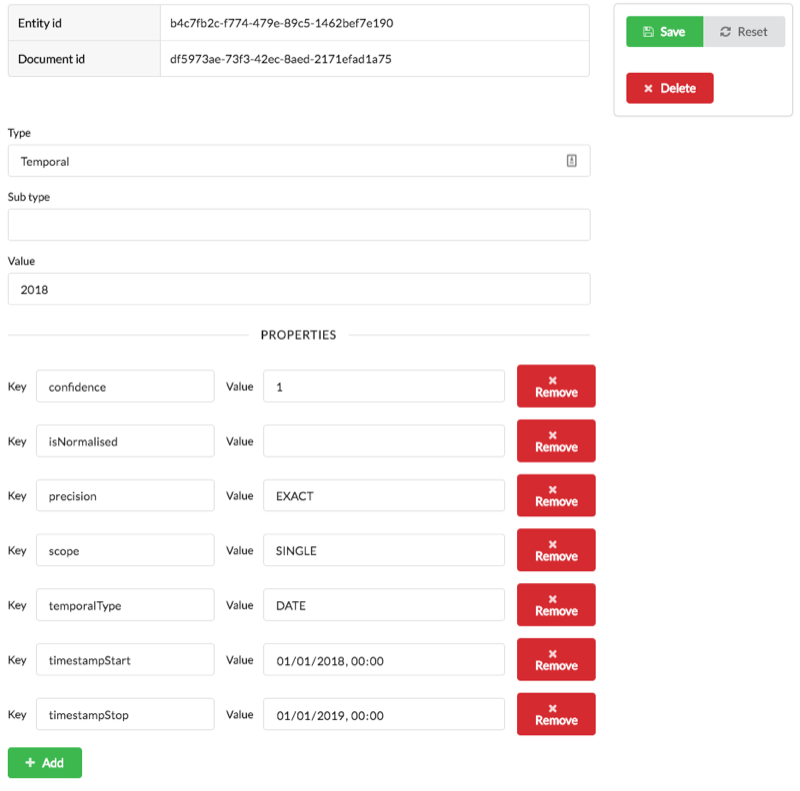 Entity id b4c7fb2c-f774-479e-89c5-1462bef7e190
Save Reset
Document id df5973ae-73f3-42ec-8aed-2171efad1a75
Delete
Type
Temporal
Sub type
Value
2018
PROPERTIES
Key confidence Value 1 Remove
Key isNormalised Value Remove
Key precision Value EXACT Remove
Key scope Value SINGLE Remove
Key temporalType Value DATE Remove
Key timestampStart Value 01/01/2018, 00:00 Remove
Key timestampStop Value 01/01/2019, 00:00 Remove
Add